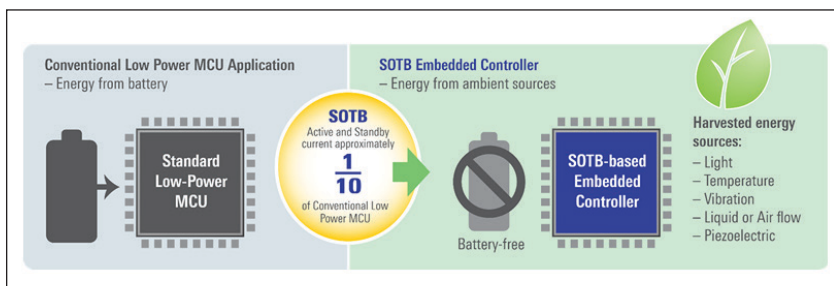 Conventional Low Power MCU Application
– Energy from battery
Standard
Low-Power
MCU
SOTB
Active and Standby
current approximately
1
10
of Conventional Low
Power MCU
SOTB Embedded Controller
– Energy from ambient sources
Battery-free
SOTB-based
Embedded
Controller
Harvested energy
sources:
– Light
– Temperature
– Vibration
– Liquid or Air flow
– Piezoelectric